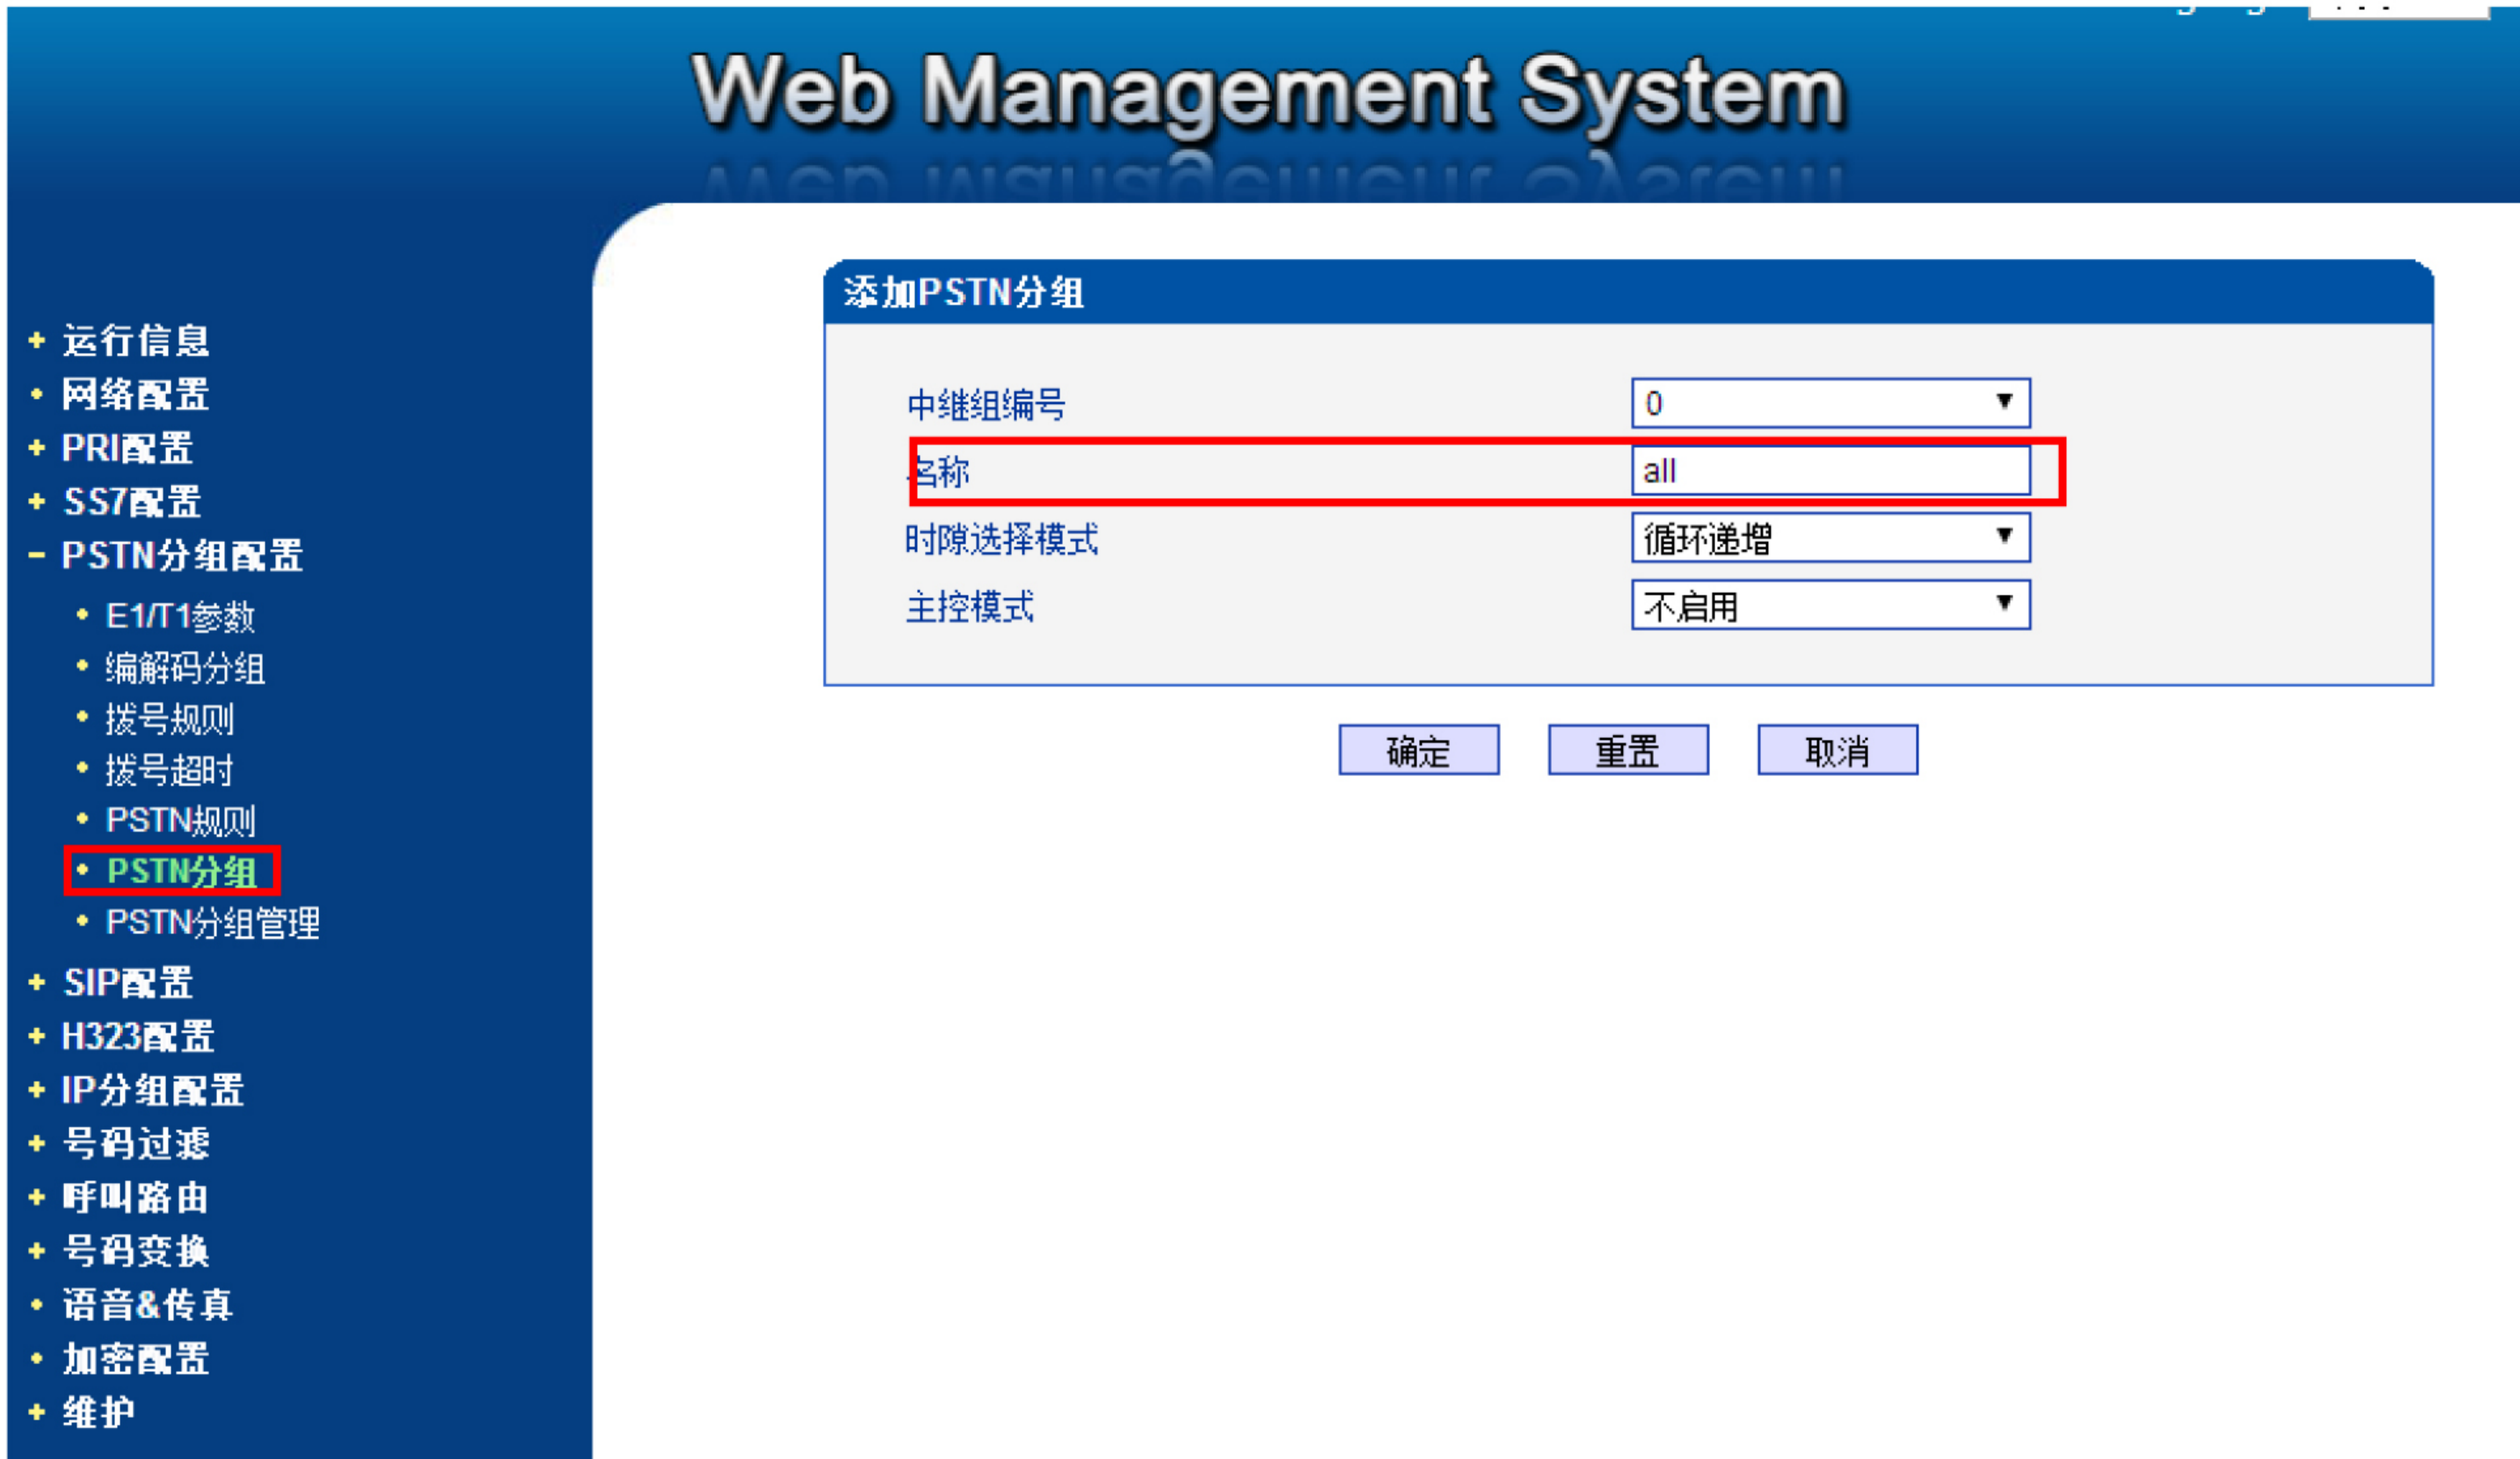 Web Management System
+ 运行信息
• 网络配置
+ PRI配置
+ SS7配置
- PSTN分组配置
• E1/T1参数
• 编解码分组
• 拨号规则
• 拨号超时
• PSTN规则
• PSTN分组
• PSTN分组管理
+ SIP配置
+ H323配置
+ IP分组配置
+ 号码过滤
+ 呼叫路由
+ 号码变换
• 语音&传真
• 加密配置
+ 维护
添加PSTN分组
中继组编号 0
名称 all
时隙选择模式 循环递增
主控模式 不启用
确定 重置 取消